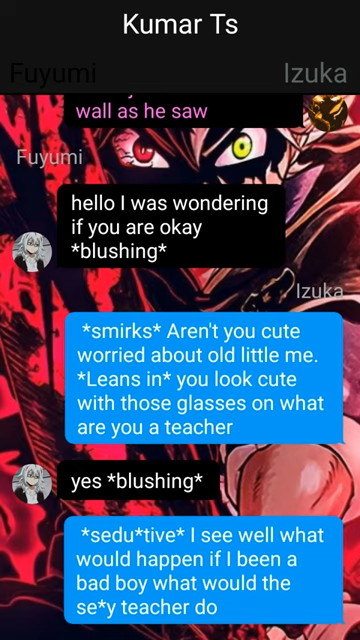 Kumar Ts
Fuyumi
Izuka
wall as he saw
Fuyumi
hello I was wondering
if you are okay
*blushing*
Izuka
*smirks* Aren't you cute
worried about old little me.
*Leans in* you look cute
with those glasses on what
are you a teacher
yes *blushing*
*sedu*tive* I see well what
would happen if I been a
bad boy what would the
se*y teacher do